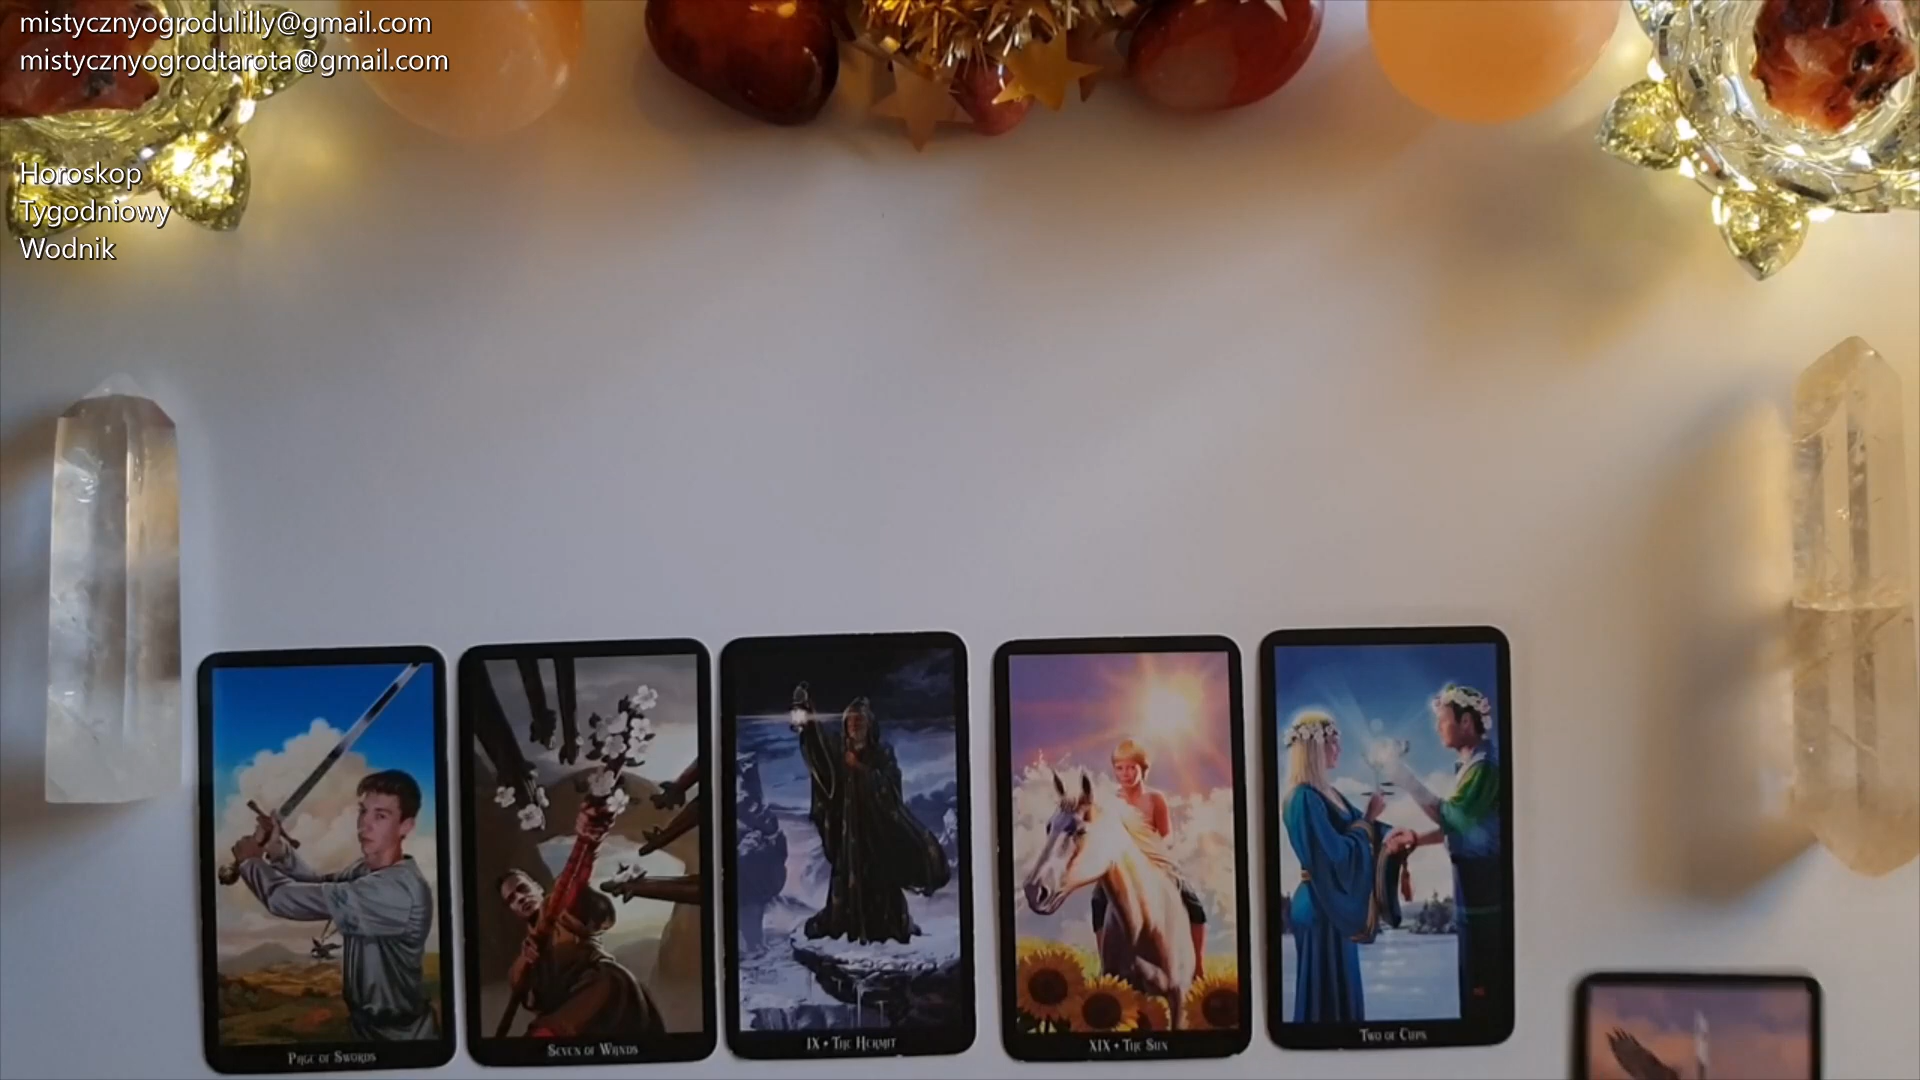 mistycznyogrodulilly@gmail.com
mistycznyogrodtarota@gmail.com
Horoskop
Tygodniowy
Wodnik
Page of Swords
Seven of Wands
IX • The Hermit
XIX • The Sun
Two of Cups